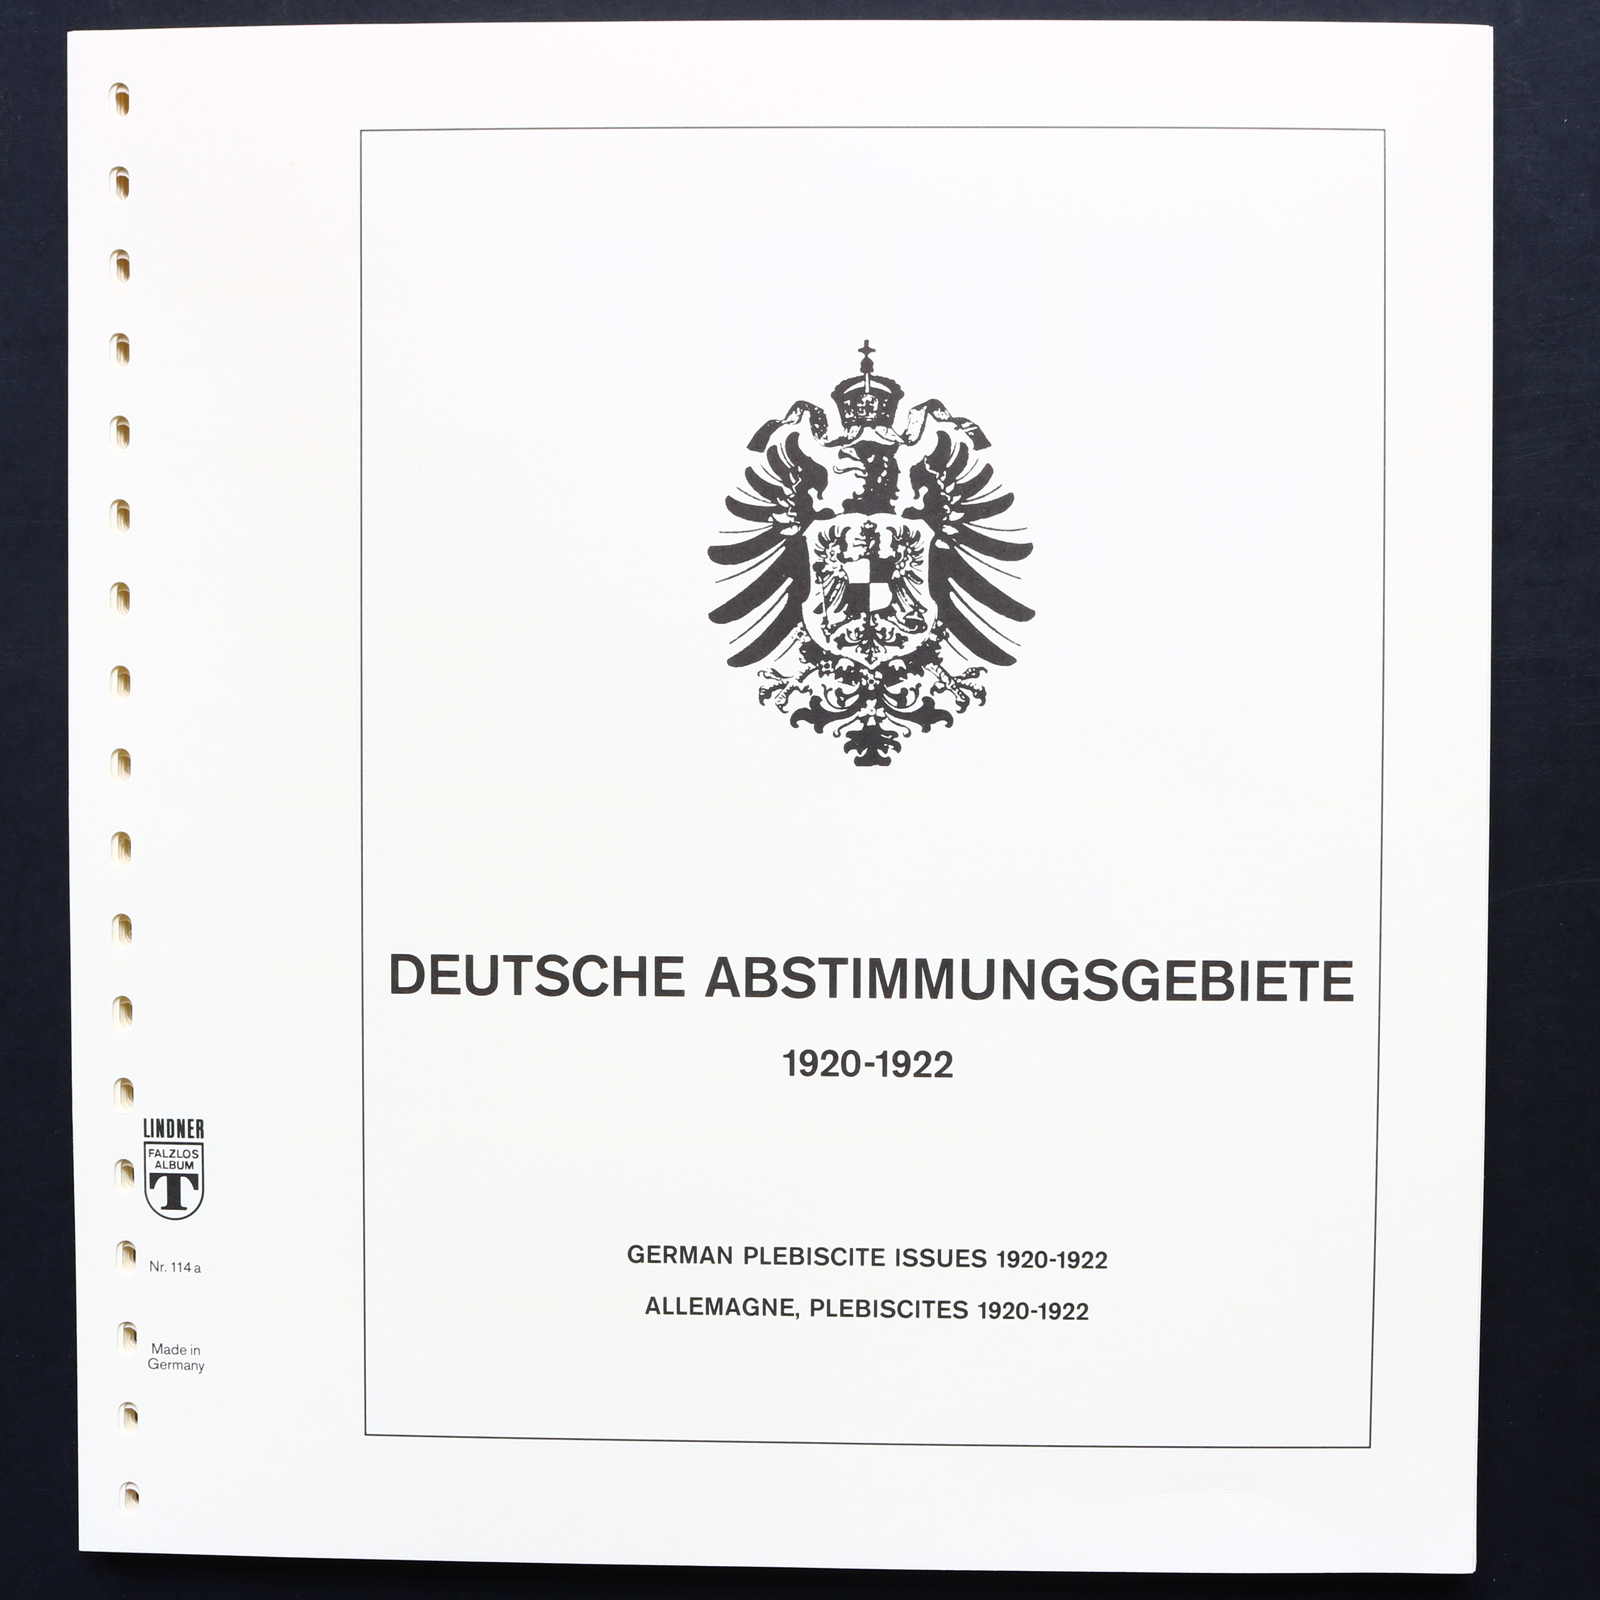 DEUTSCHE ABSTIMMUNGSGEBIETE
1920-1922
LINDNER
FALZLOS
ALBUM
T
Nr. 114 a
Made in
Germany
GERMAN PLEBISCITE ISSUES 1920-1922
ALLEMAGNE, PLEBISCITES 1920-1922